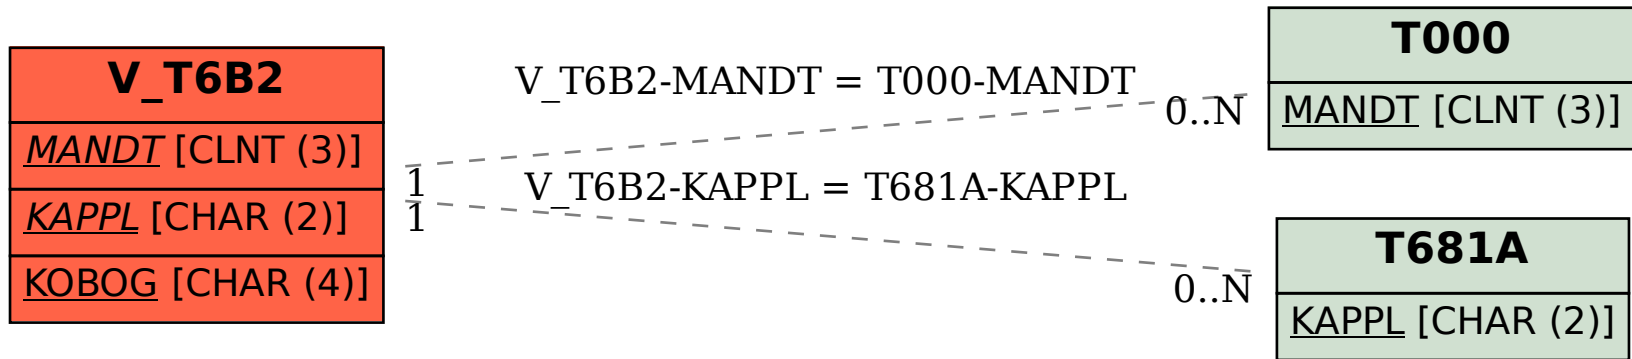 V_T6B2
MANDT [CLNT (3)]
KAPPL [CHAR (2)]
KOBOG [CHAR (4)]
V_T6B2-MANDT = T000-MANDT
0..N
1
V_T6B2-KAPPL = T681A-KAPPL
1
0..N
T000
MANDT [CLNT (3)]
T681A
KAPPL [CHAR (2)]